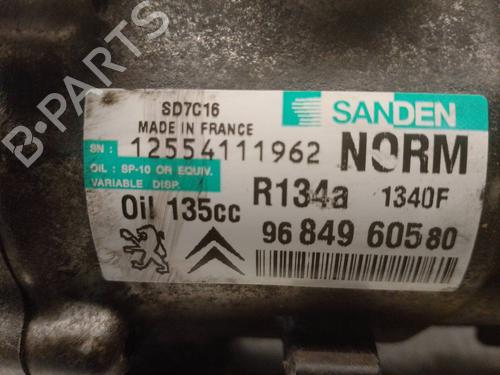 SD7C16
MADE IN FRANCE
SANDEN
SN : 12554111962
NORM
OIL : SP-10 OR EQUIV.
VARIABLE DISP.
R134a 1340F
Oil 135cc
96 849 605 80
B-PARTS